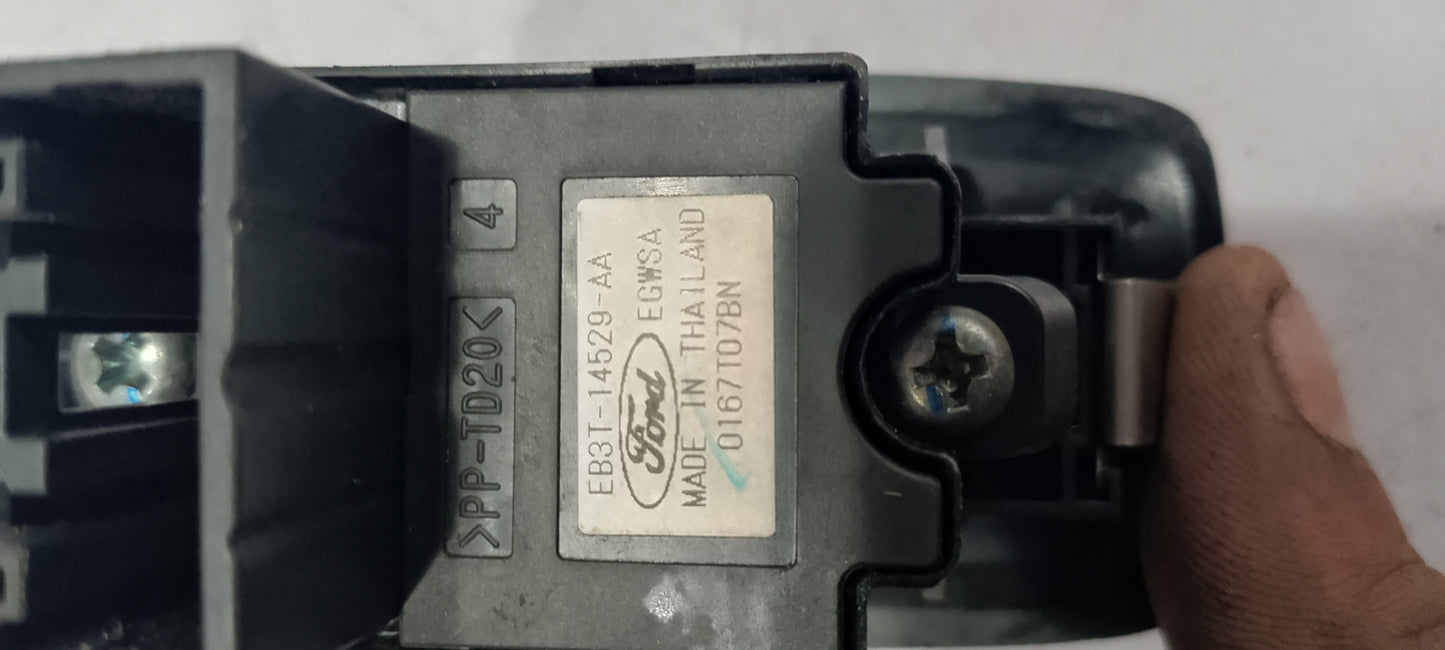 >PP-TD20<
4
EB3T-14529-AA
Ford EGWSA
MADE IN THAILAND
0167T07BN